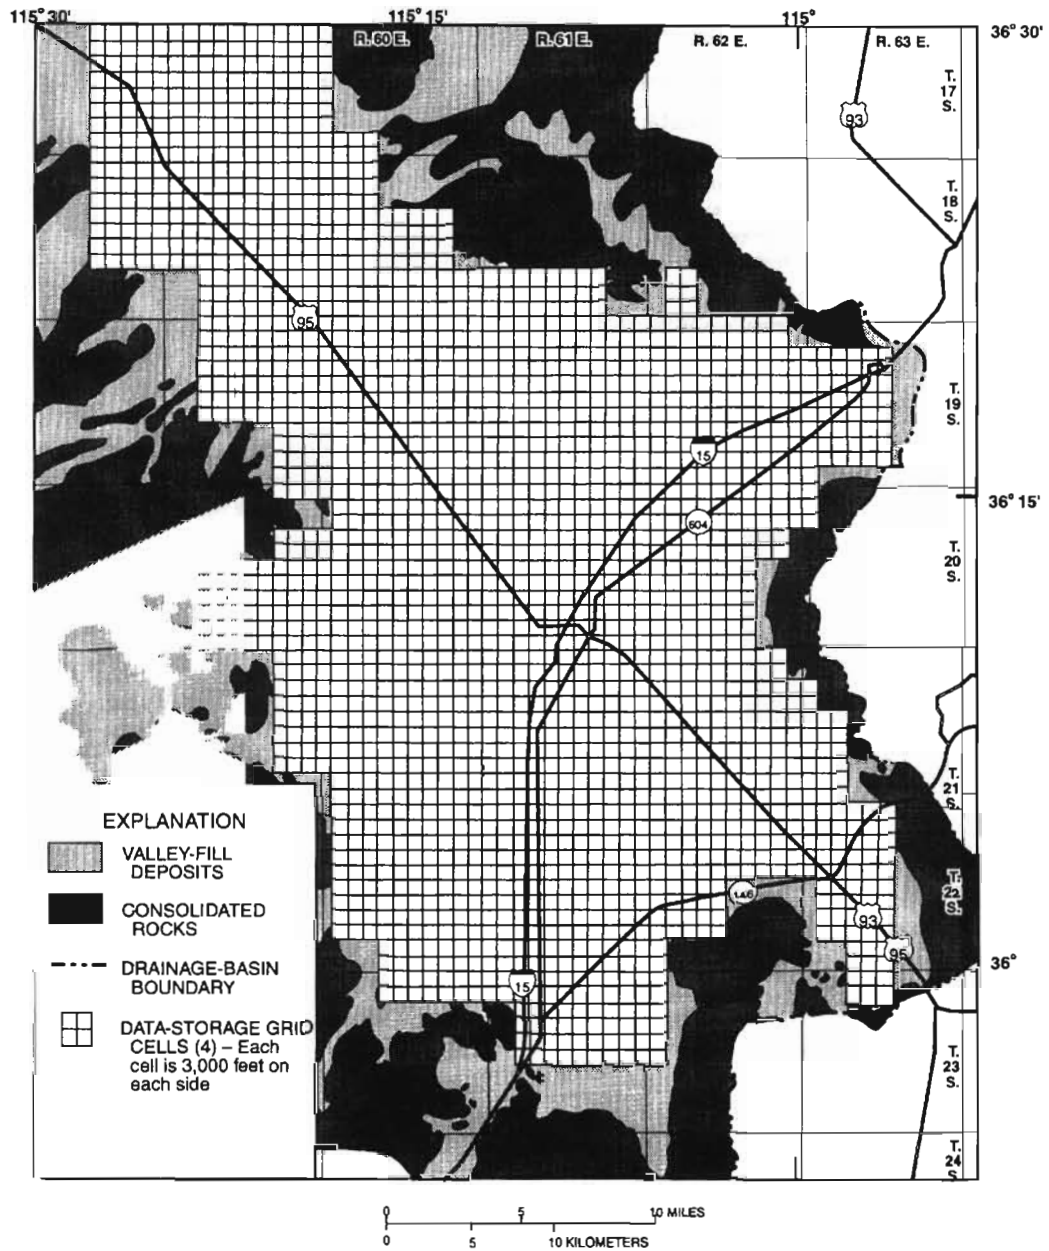 115° 30'
115° 15'
115°
36° 30'
R. 60 E.
R. 61 E.
R. 62 E.
R. 63 E.
T.
17
S.
93
T.
18
S.
95
T.
19
S.
15
36° 15'
604
T.
20
S.
T.
21
S.
EXPLANATION
VALLEY-FILL
DEPOSITS
CONSOLIDATED
ROCKS
DRAINAGE-BASIN
BOUNDARY
DATA-STORAGE GRID
CELLS (4) – Each
cell is 3,000 feet on
each side
146
T.
22
S.
93
95
36°
15
T.
23
S.
T.
24
S.
0 5 10 MILES
0 5 10 KILOMETERS